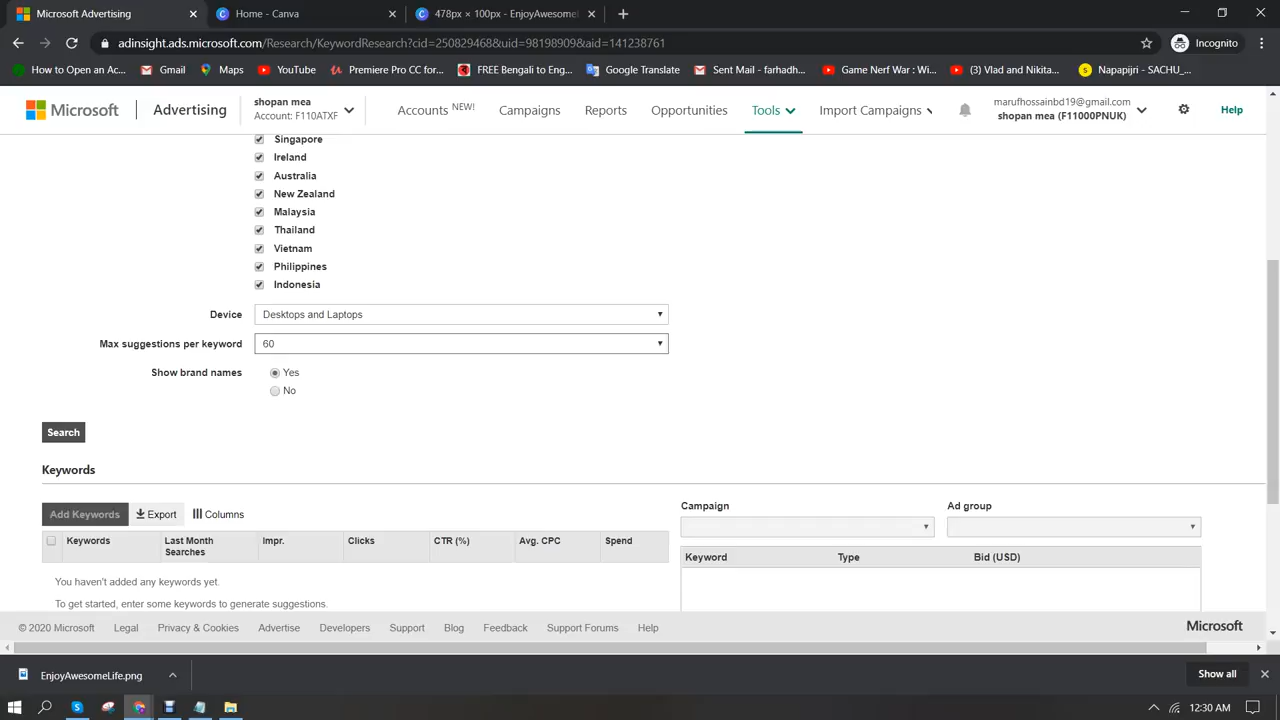 Microsoft Advertising
Home - Canva
478px × 100px - EnjoyAwesomeL
adinsight.ads.microsoft.com/Research/KeywordResearch?cid=250829468&uid=98198909&aid=141238761
Incognito
How to Open an Ac...
Gmail
Maps
YouTube
Premiere Pro CC for...
FREE Bengali to En...
Google Translate
Sent Mail - farhadh...
Game Nerf War : Wi...
(3) Vlad and Nikita...
Napapijri - SACHU_...
Microsoft
Advertising
shopan mea
Account: F110ATXF
Accounts NEW!
Campaigns
Reports
Opportunities
Tools
Import Campaigns
marufhossainbd19@gmail.com
shopan mea (F11000PNUK)
Help
Singapore
Ireland
Australia
New Zealand
Malaysia
Thailand
Vietnam
Philippines
Indonesia
Device
Desktops and Laptops
Max suggestions per keyword
60
Show brand names
Yes
No
Search
Keywords
Add Keywords
Export
Columns
Campaign
Ad group
Keywords
Last Month
Searches
Impr.
Clicks
CTR (%)
Avg. CPC
Spend
Keyword
Type
Bid (USD)
You haven't added any keywords yet.
To get started, enter some keywords to generate suggestions.
© 2020 Microsoft
Legal
Privacy & Cookies
Advertise
Developers
Support
Blog
Feedback
Support Forums
Help
Microsoft
EnjoyAwesomeLife.png
Show all
12:30 AM